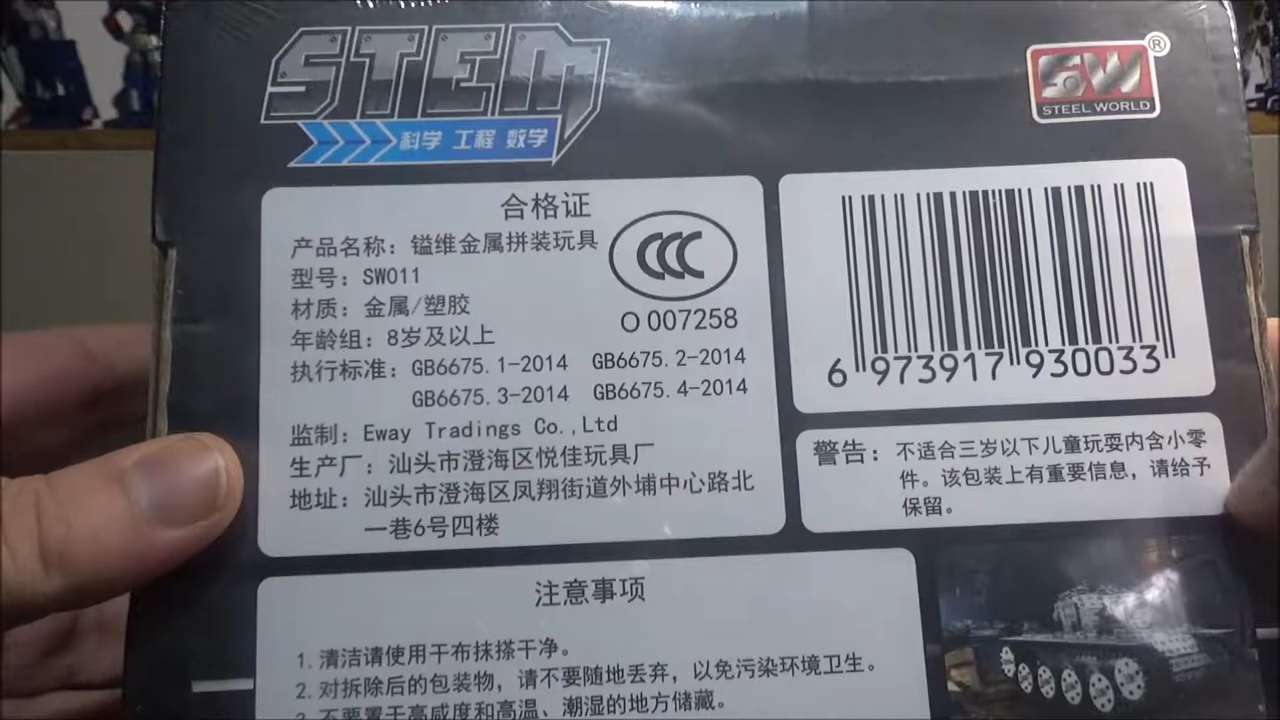 STEM
科学 工程 数学
SW®
STEEL WORLD
合格证
产品名称：镒维金属拼装玩具
型号：SW011
材质：金属/塑胶
年龄组：8岁及以上
执行标准：GB6675.1-2014 GB6675.2-2014
GB6675.3-2014 GB6675.4-2014
监制：Eway Tradings Co.,Ltd
生产厂：汕头市澄海区悦佳玩具厂
地址：汕头市澄海区凤翔街道外埔中心路北
一巷6号四楼
CCC
O 007258
6 973917 930033
警告：不适合三岁以下儿童玩耍内含小零
件。该包装上有重要信息，请给予
保留。
注意事项
1. 清洁请使用干布抹搽干净。
2. 对拆除后的包装物，请不要随地丢弃，以免污染环境卫生。
3. 不要置于高感度和高温、潮湿的地方储藏。